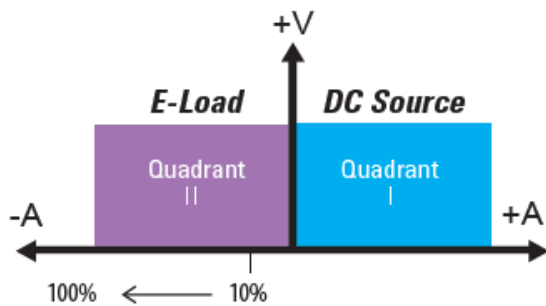 +V
E-Load DC Source
Quadrant Quadrant
II I
-A +A
100% 10%